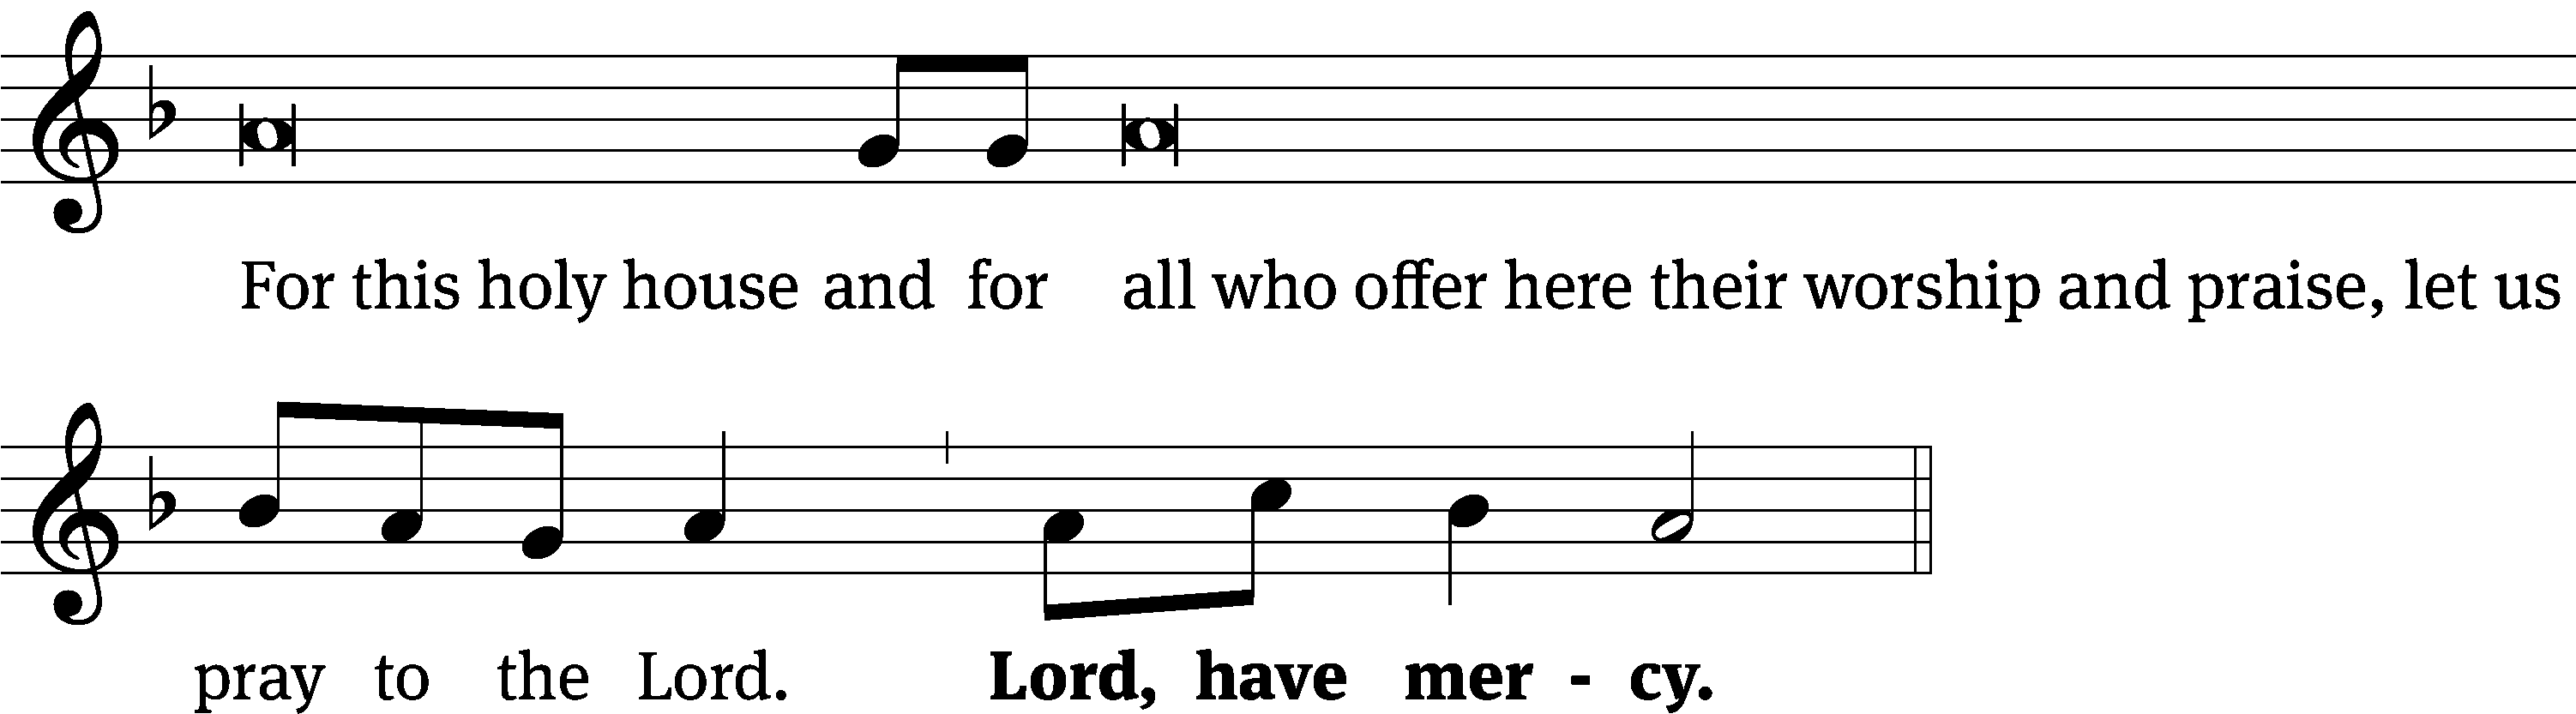 For this holy house and for all who offer here their worship and praise, let us
pray to the Lord. Lord, have mer - cy.